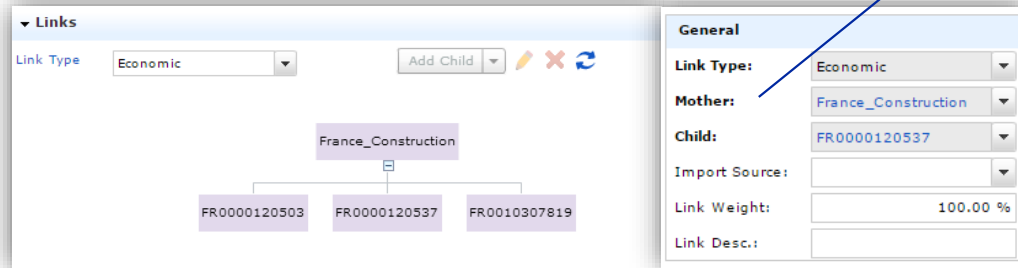 Links
Link Type
Economic
Add Child
France_Construction
FR0000120503
FR0000120537
FR0010307819
General
Link Type:
Economic
Mother:
France_Construction
Child:
FR0000120537
Import Source:
Link Weight:
100.00 %
Link Desc.: